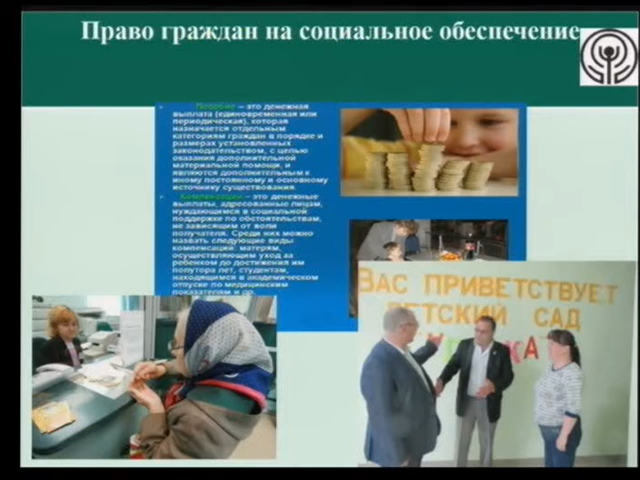 Право граждан на социальное обеспечение
Пособие – это денежная
выплата (единовременная или
периодическая), которая
назначается отдельным
категориям граждан в порядке и
размерах установленных
законодательством, с целью
оказания дополнительной
материальной помощи, и
являются дополнительным к
иному постоянному и основному
источнику существования.
Компенсации – это денежные
выплаты, адресованные лицам,
нуждающимся в социальной
поддержке по обстоятельствам,
не зависящим от воли
получателя. Среди них можно
назвать следующие виды
компенсаций: матерям,
осуществляющим уход за
ребенком до достижения им
полутора лет, студентам,
находящимся в академическом
отпуске по медицинским
показателям и др.
ВАС ПРИВЕТСТВУЕТ
ДЕТСКИЙ САД